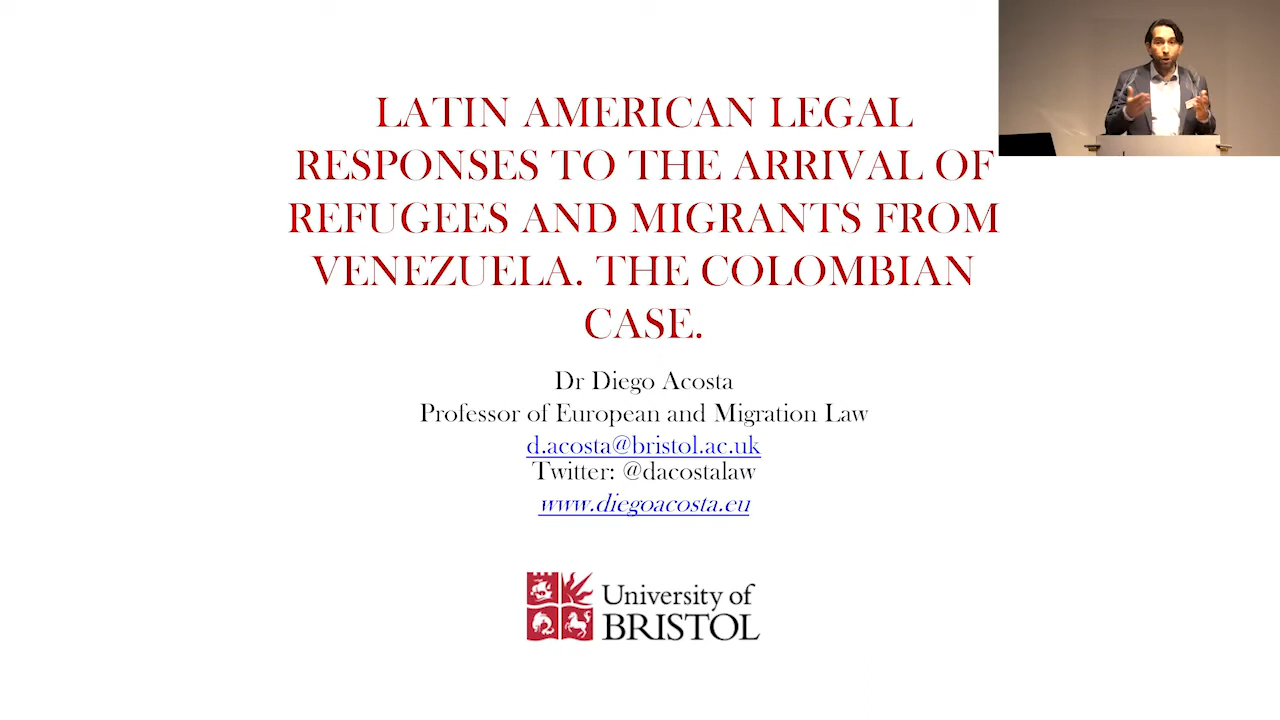 LATIN AMERICAN LEGAL
RESPONSES TO THE ARRIVAL OF
REFUGEES AND MIGRANTS FROM
VENEZUELA. THE COLOMBIAN
CASE.
Dr Diego Acosta
Professor of European and Migration Law
d.acosta@bristol.ac.uk
Twitter: @dacostalaw
www.diegoacosta.eu
University of
BRISTOL